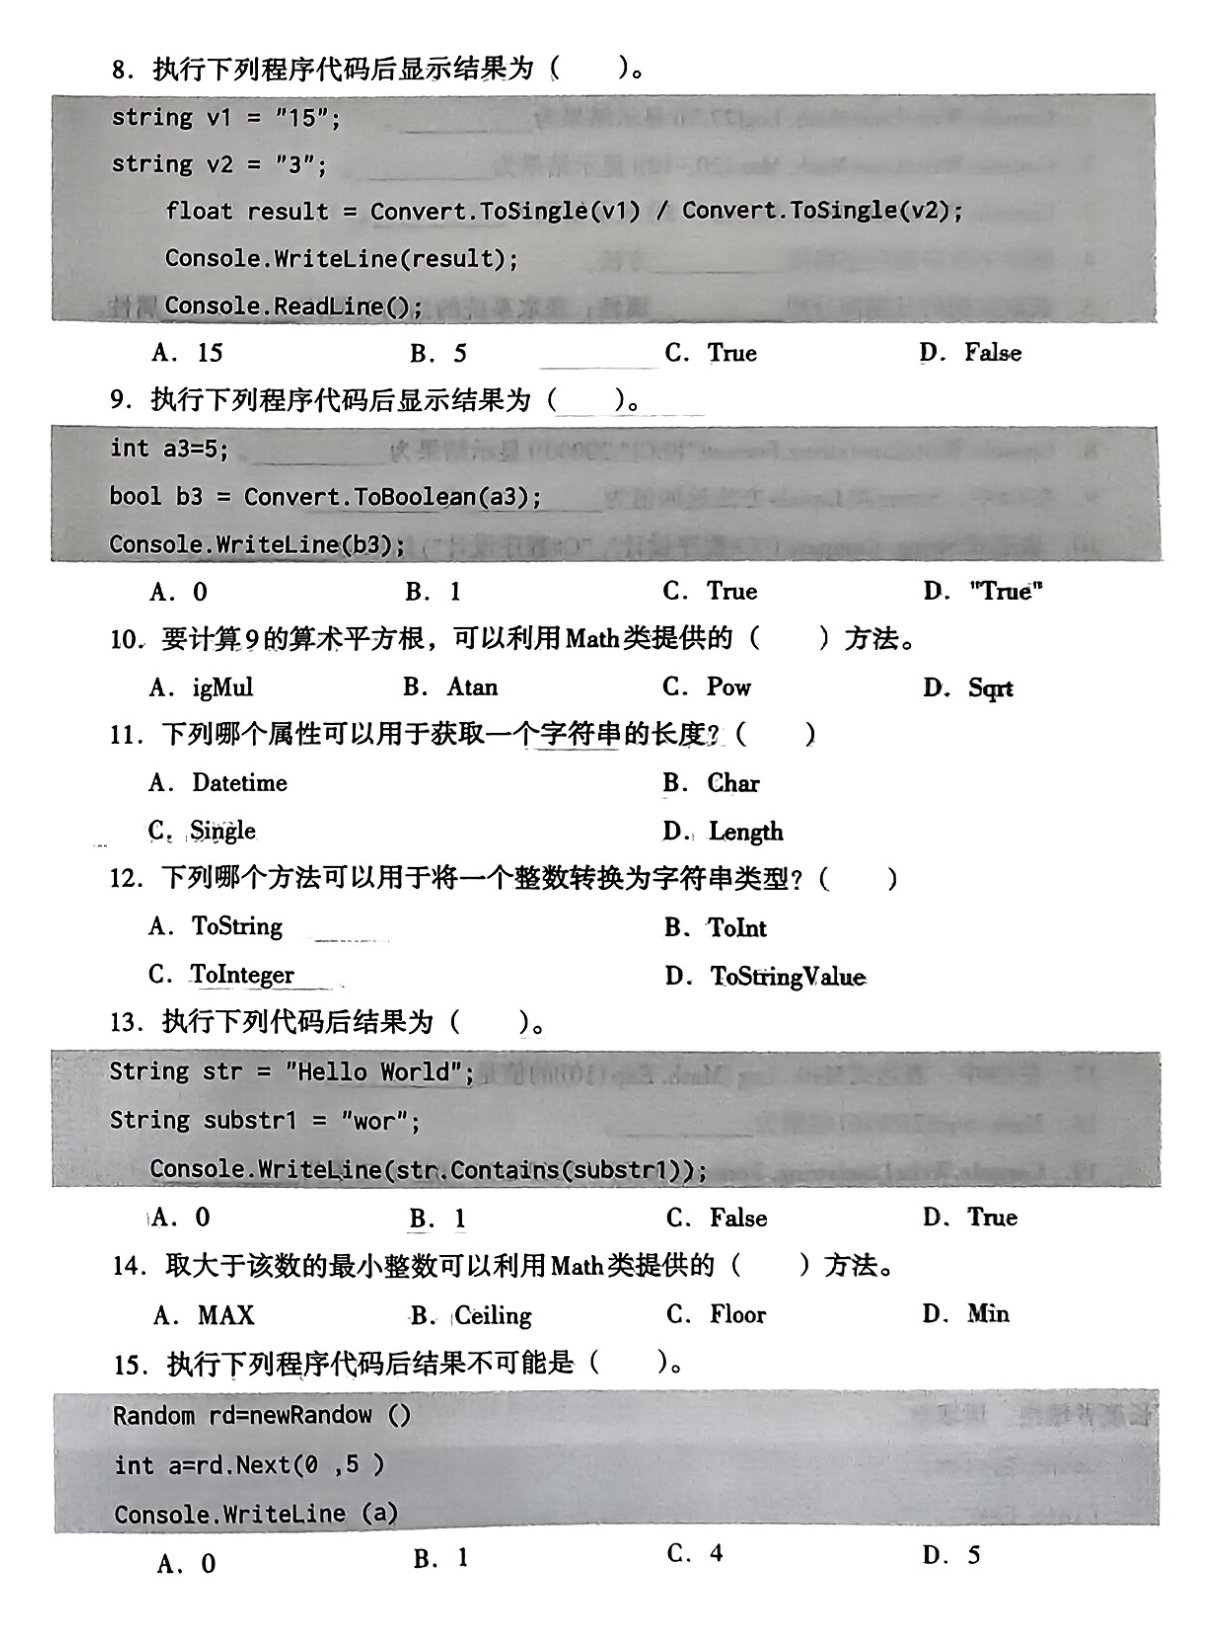 8. 执行下列程序代码后显示结果为（　　）。
string v1 = "15";
string v2 = "3";
float result = Convert.ToSingle(v1) / Convert.ToSingle(v2);
Console.WriteLine(result);
Console.ReadLine();
A. 15　B. 5　C. True　D. False
9. 执行下列程序代码后显示结果为（　　）。
int a3=5;
bool b3 = Convert.ToBoolean(a3);
Console.WriteLine(b3);
A. 0　B. 1　C. True　D. "True"
10. 要计算9的算术平方根，可以利用Math类提供的（　　）方法。
A. igMul　B. Atan　C. Pow　D. Sqrt
11. 下列哪个属性可以用于获取一个字符串的长度?（　　）
A. Datetime　B. Char
C. Single　D. Length
12. 下列哪个方法可以用于将一个整数转换为字符串类型?（　　）
A. ToString　B. ToInt
C. ToInteger　D. ToStringValue
13. 执行下列代码后结果为（　　）。
String str = "Hello World";
String substr1 = "wor";
Console.WriteLine(str.Contains(substr1));
A. 0　B. 1　C. False　D. True
14. 取大于该数的最小整数可以利用Math类提供的（　　）方法。
A. MAX　B. Ceiling　C. Floor　D. Min
15. 执行下列程序代码后结果不可能是（　　）。
Random rd=newRandow ()
int a=rd.Next(0 ,5 )
Console.WriteLine (a)
A. 0　B. 1　C. 4　D. 5